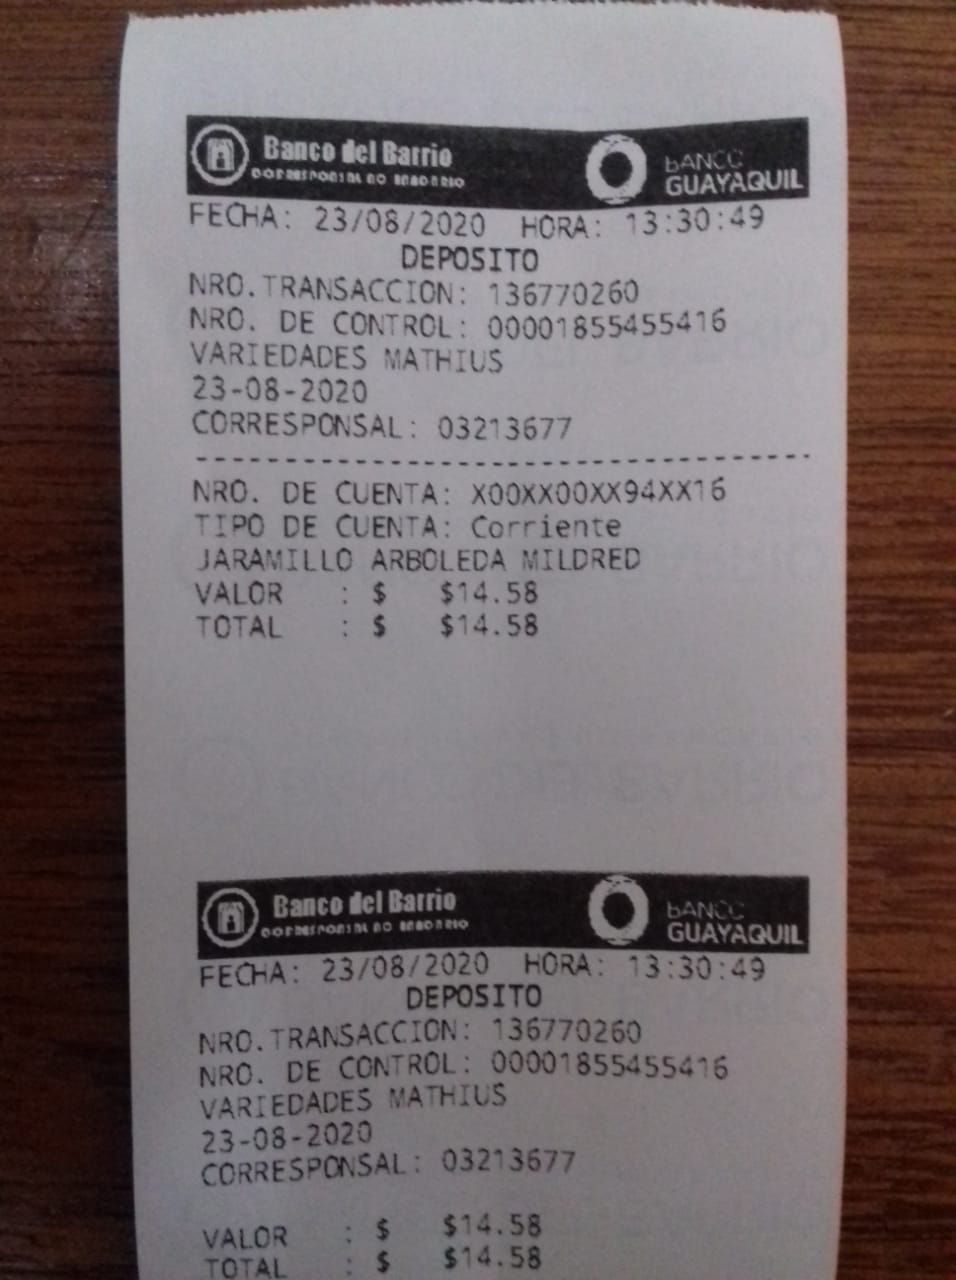 Banco del Barrio
BANCO
GUAYAQUIL
FECHA: 23/08/2020 HORA: 13:30:49
DEPOSITO
NRO.TRANSACCION: 136770260
NRO. DE CONTROL: 00001855455416
VARIEDADES MATHIUS
23-08-2020
CORRESPONSAL: 03213677
NRO. DE CUENTA: X00XX00XX94XX16
TIPO DE CUENTA: Corriente
JARAMILLO ARBOLEDA MILDRED
VALOR : $ $14.58
TOTAL : $ $14.58
Banco del Barrio
BANCO
GUAYAQUIL
FECHA: 23/08/2020 HORA: 13:30:49
DEPOSITO
NRO.TRANSACCION: 136770260
NRO. DE CONTROL: 00001855455416
VARIEDADES MATHIUS
23-08-2020
CORRESPONSAL: 03213677
VALOR : $ $14.58
TOTAL : $ $14.58